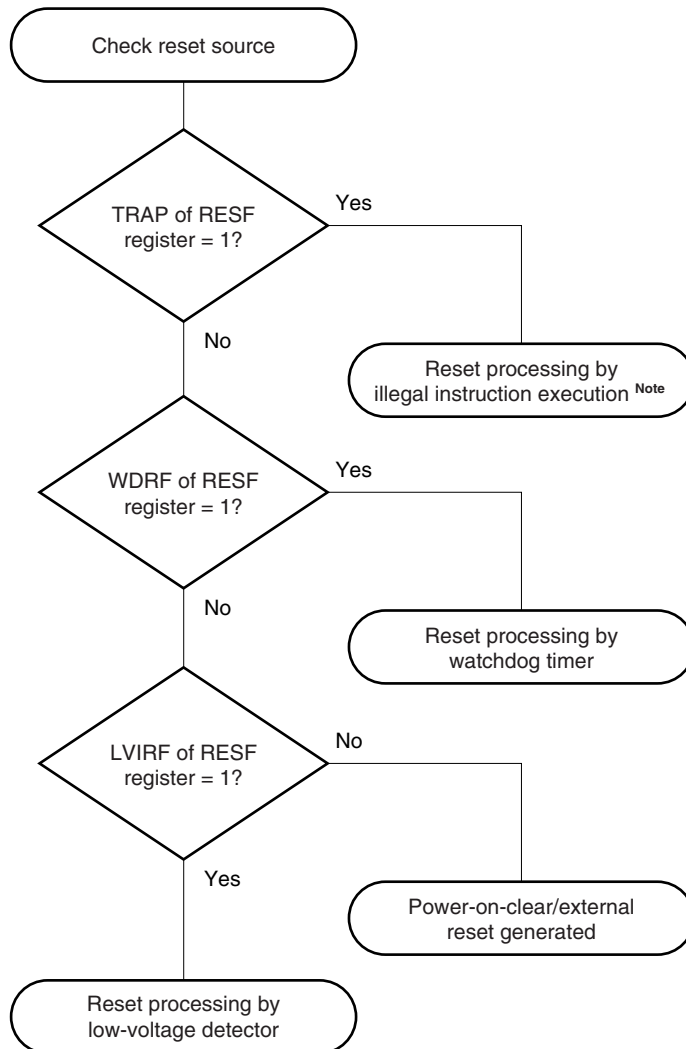 Check reset source
TRAP of RESF
register = 1?
Yes
No
Reset processing by
illegal instruction execution Note
WDRF of RESF
register = 1?
Yes
No
Reset processing by
watchdog timer
LVIRF of RESF
register = 1?
No
Yes
Power-on-clear/external
reset generated
Reset processing by
low-voltage detector